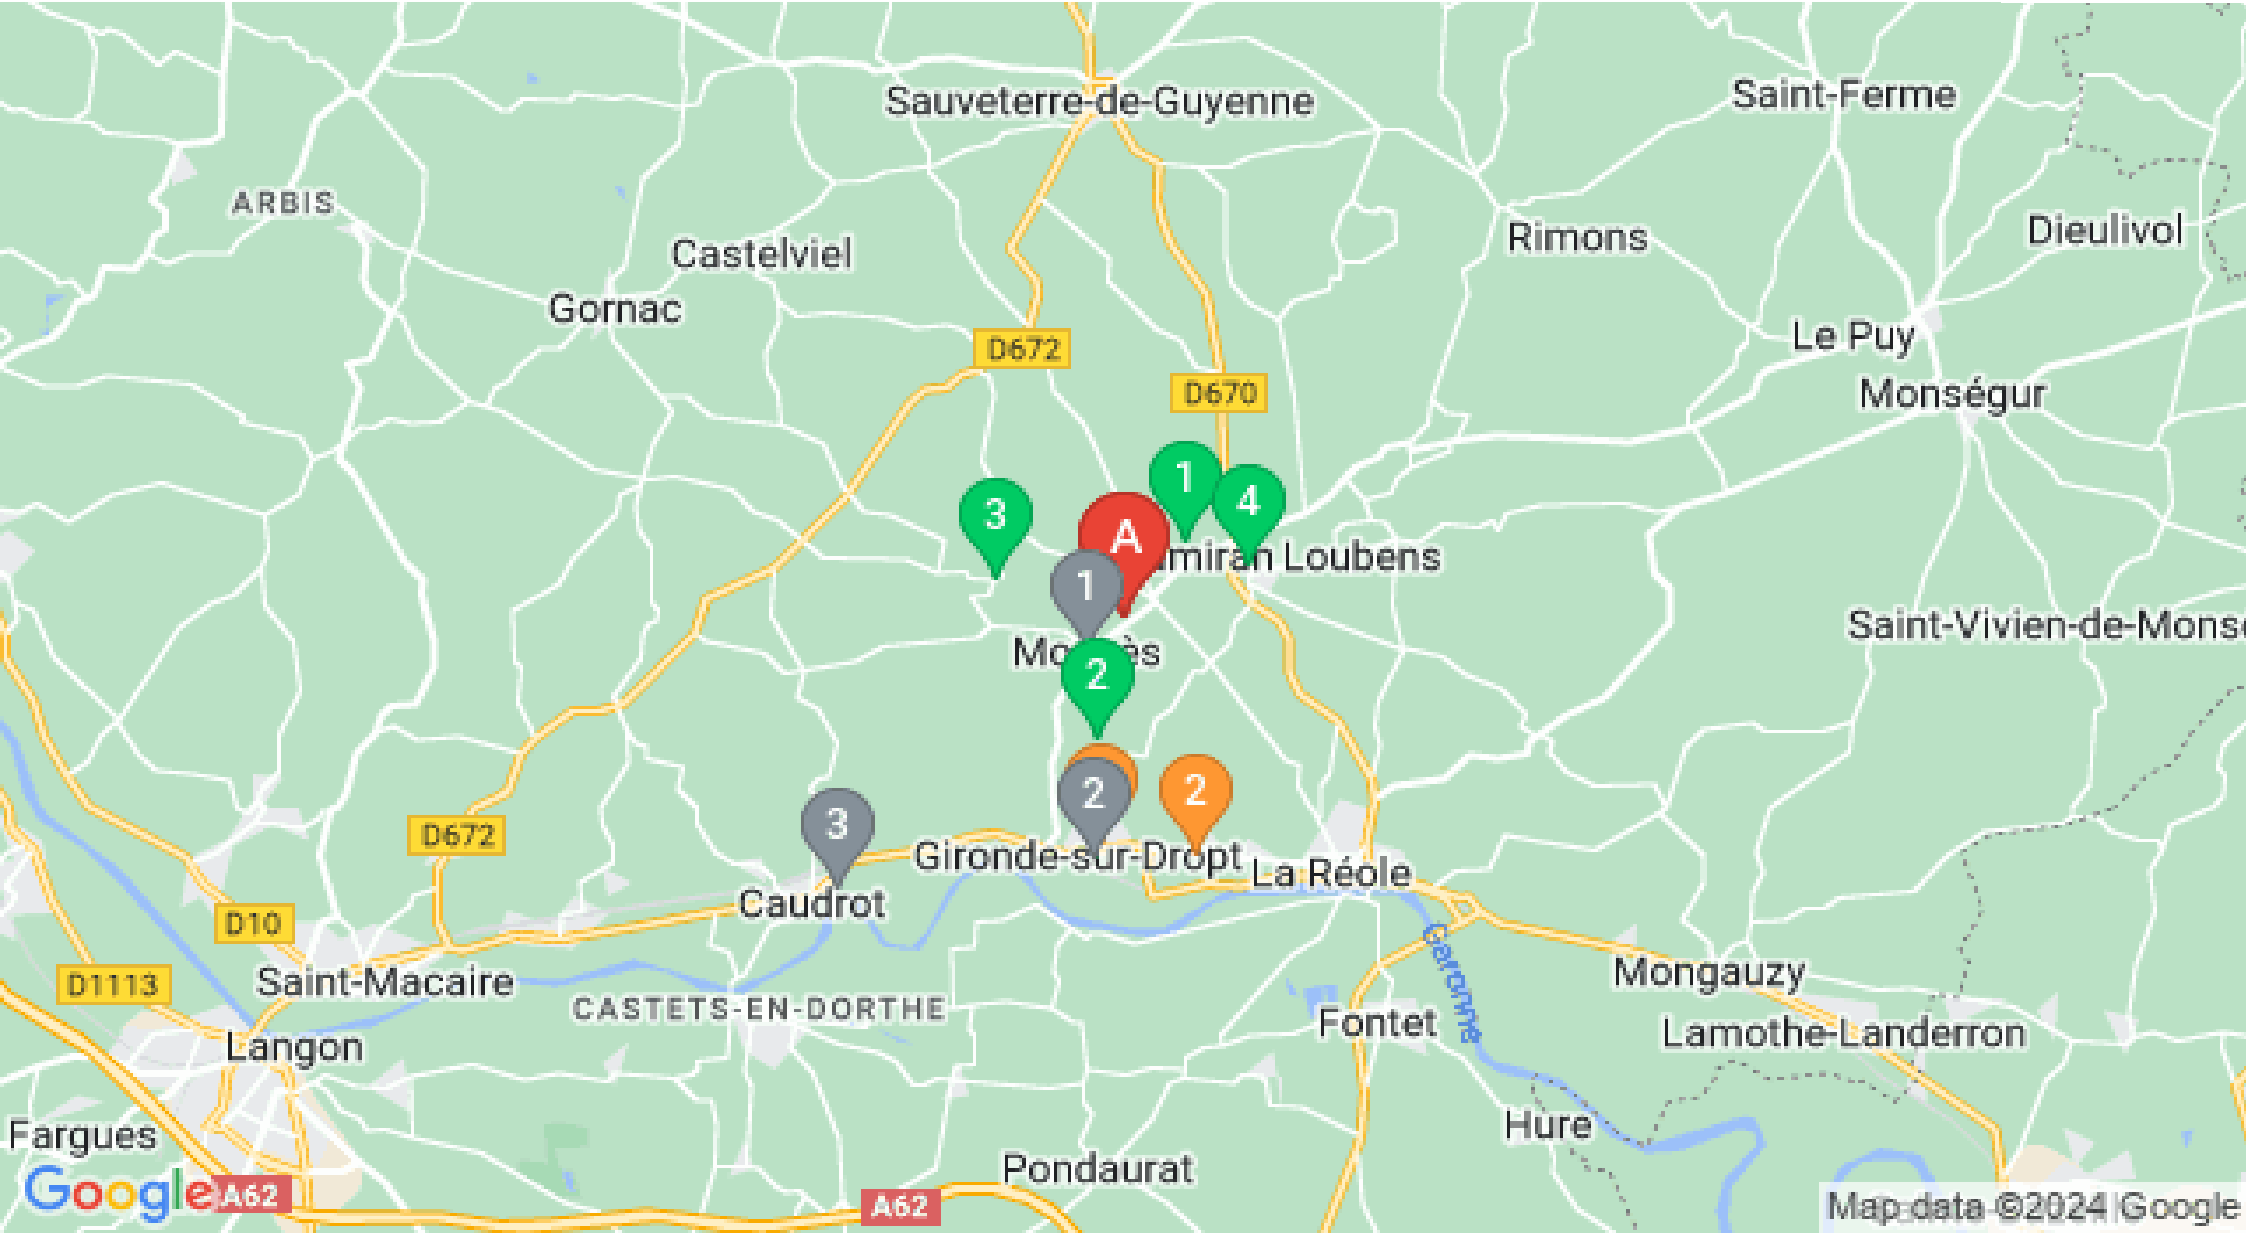 Sauveterre-de-Guyenne
Saint-Ferme
ARBIS
Castelviel
Rimons
Dieulivol
Gornac
D672
Le Puy
D670
Monségur
1
4
3
A
Loubens
1
Saint-Vivien-de-Monsé
2
2
2
3
D672
Gironde-sur-Dropt
La Réole
Caudrot
D10
Garonne
Saint-Macaire
D1113
Mongauzy
CASTETS-EN-DORTHE
Fontet
Lamothe-Landerron
Langon
Hure
Fargues
Pondaurat
Google
A62
A62
Map data ©2024 Google